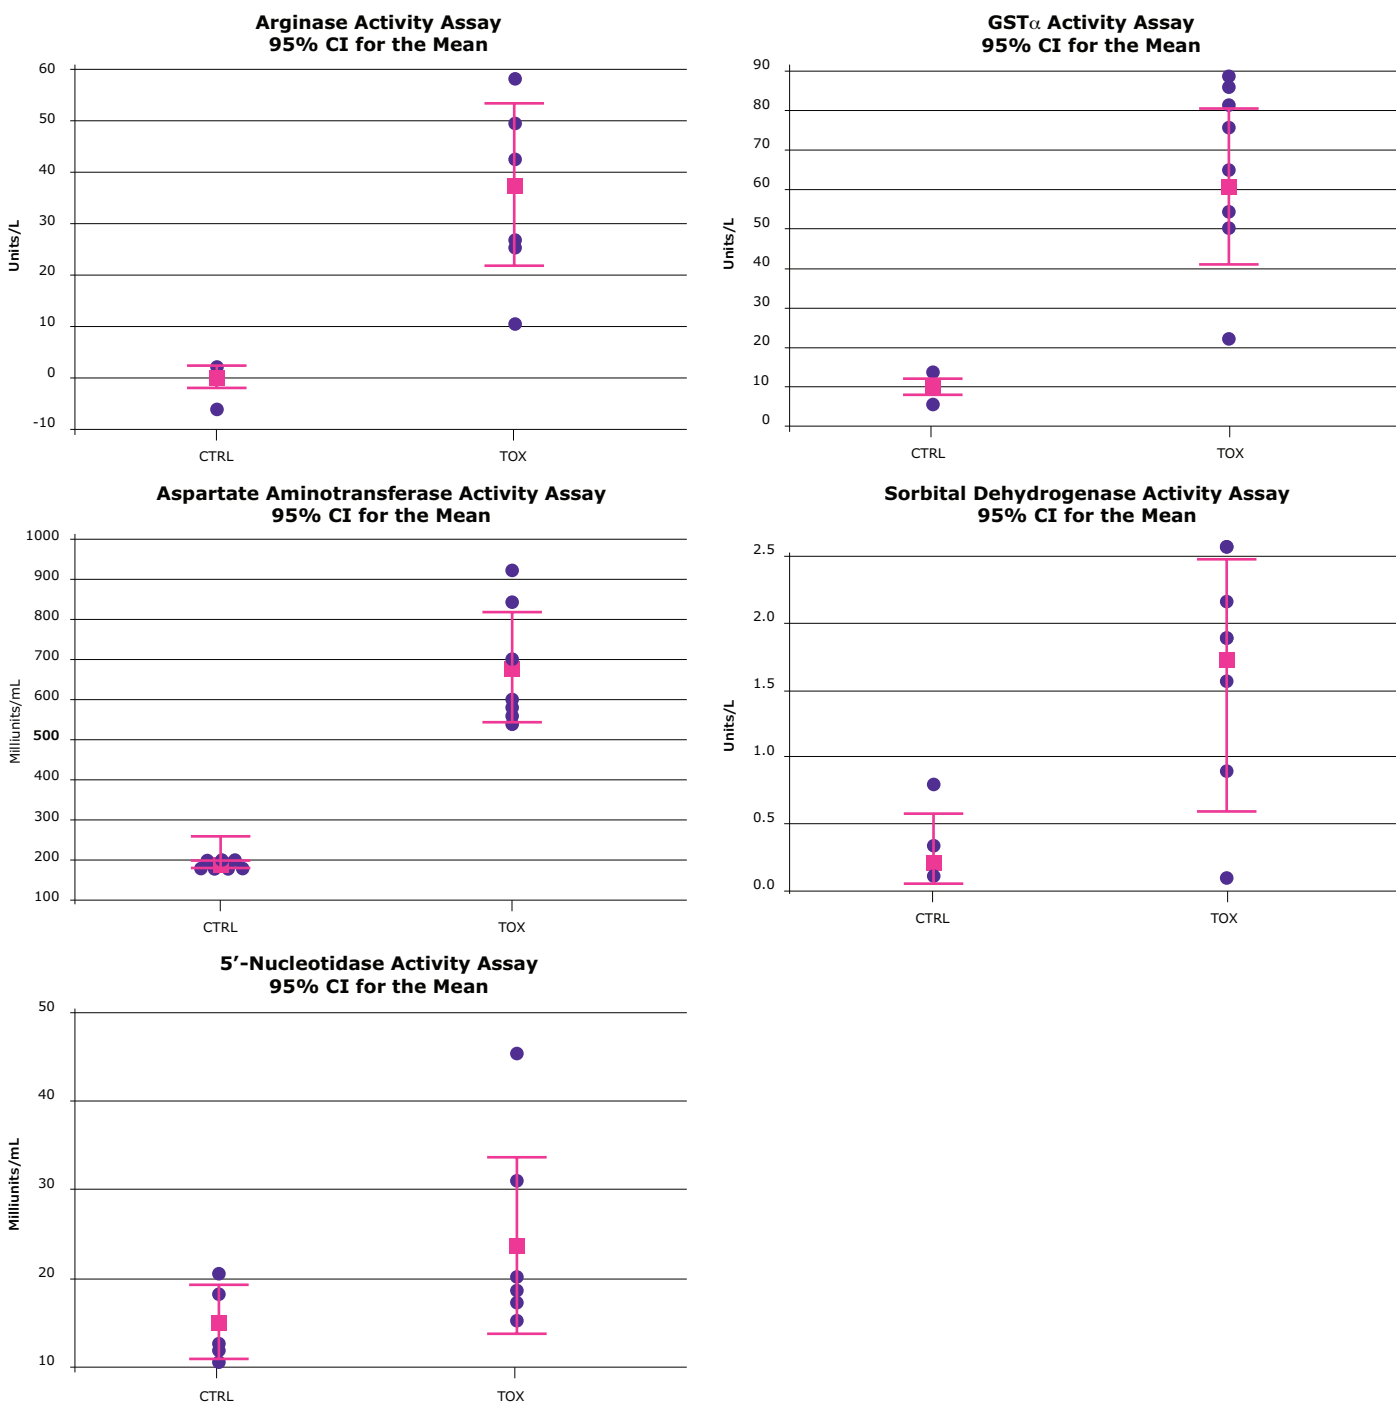 Arginase Activity Assay
95% CI for the Mean
60
50
40
30
20
10
0
-10
Units/L
CTRL
TOX
GSTα Activity Assay
95% CI for the Mean
90
80
70
60
50
40
30
20
10
0
Units/L
CTRL
TOX
Aspartate Aminotransferase Activity Assay
95% CI for the Mean
1000
900
800
700
600
500
400
300
200
100
Milliunits/mL
CTRL
TOX
Sorbital Dehydrogenase Activity Assay
95% CI for the Mean
2.5
2.0
1.5
1.0
0.5
0.0
Units/L
CTRL
TOX
5′-Nucleotidase Activity Assay
95% CI for the Mean
50
40
30
20
10
Milliunits/mL
CTRL
TOX